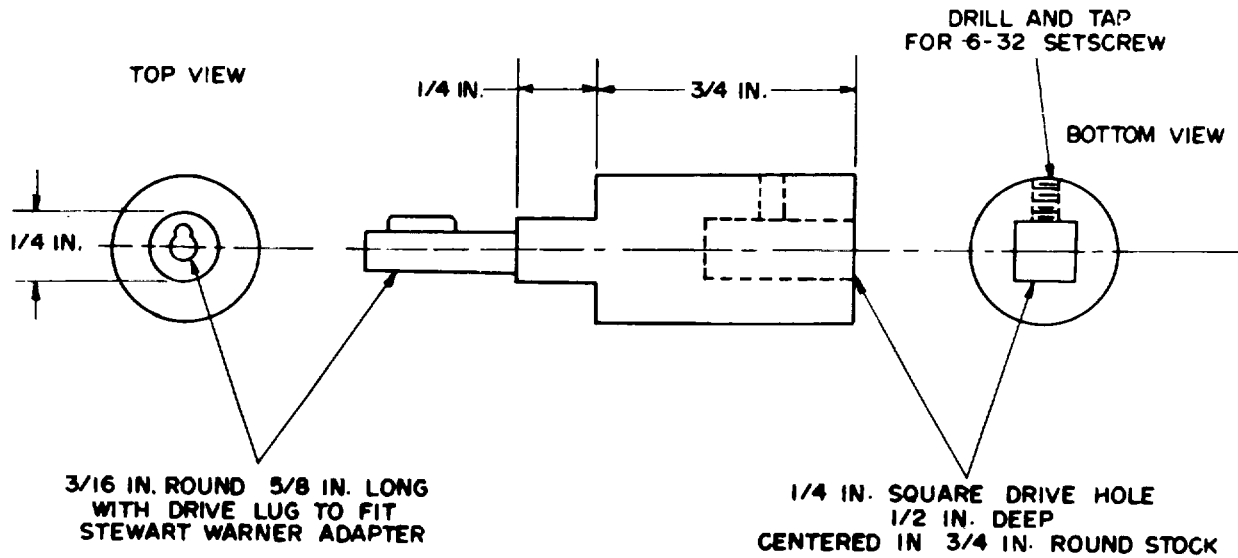 DRILL AND TAP
FOR 6-32 SETSCREW
TOP VIEW
1/4 IN.
3/4 IN.
BOTTOM VIEW
1/4 IN.
3/16 IN. ROUND 5/8 IN. LONG
WITH DRIVE LUG TO FIT
STEWART WARNER ADAPTER
1/4 IN. SQUARE DRIVE HOLE
1/2 IN. DEEP
CENTERED IN 3/4 IN. ROUND STOCK